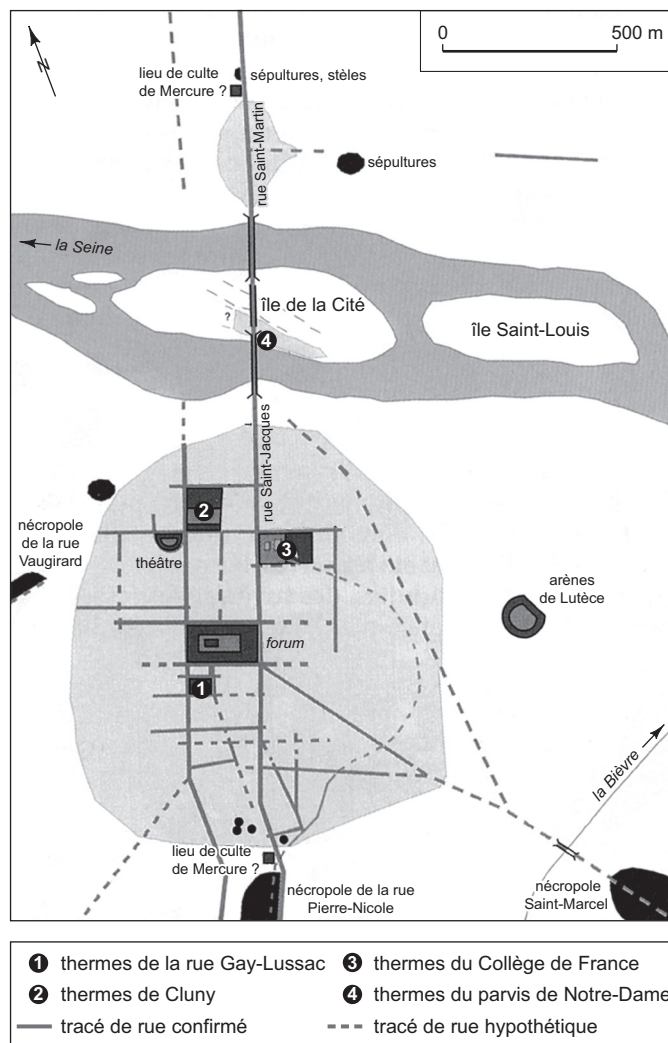 0 500 m
N
lieu de culte
de Mercure ?
sépultures, stèles
rue Saint-Martin
sépultures
la Seine
île de la Cité
?
4
île Saint-Louis
rue Saint-Jacques
2
nécropole
de la rue
Vaugirard
théâtre
3
arènes
de Lutèce
forum
1
la Bièvre
lieu de culte
de Mercure ?
nécropole de la rue
Pierre-Nicole
nécropole
Saint-Marcel
1 thermes de la rue Gay-Lussac
3 thermes du Collège de France
2 thermes de Cluny
4 thermes du parvis de Notre-Dame
tracé de rue confirmé
tracé de rue hypothétique